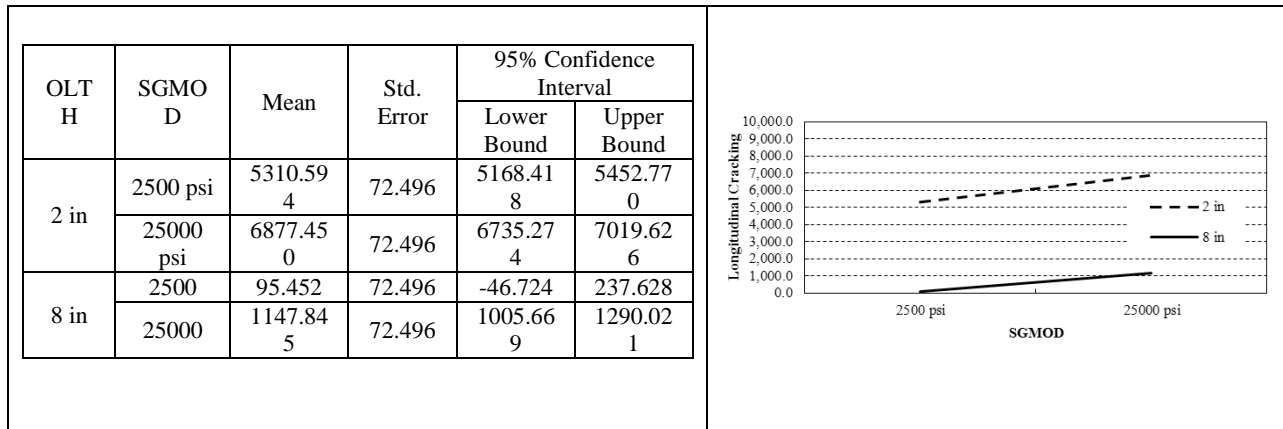 OLT
H
SGMO
D
Mean
Std.
Error
95% Confidence
Interval
Lower
Bound
Upper
Bound
2 in
2500 psi
5310.59
4
72.496
5168.41
8
5452.77
0
25000
psi
6877.45
0
72.496
6735.27
4
7019.62
6
8 in
2500
95.452
72.496
-46.724
237.628
25000
1147.84
5
72.496
1005.66
9
1290.02
1
Longitudinal Cracking
10,000.0
9,000.0
8,000.0
7,000.0
6,000.0
5,000.0
4,000.0
3,000.0
2,000.0
1,000.0
0.0
2 in
8 in
2500 psi
25000 psi
SGMOD